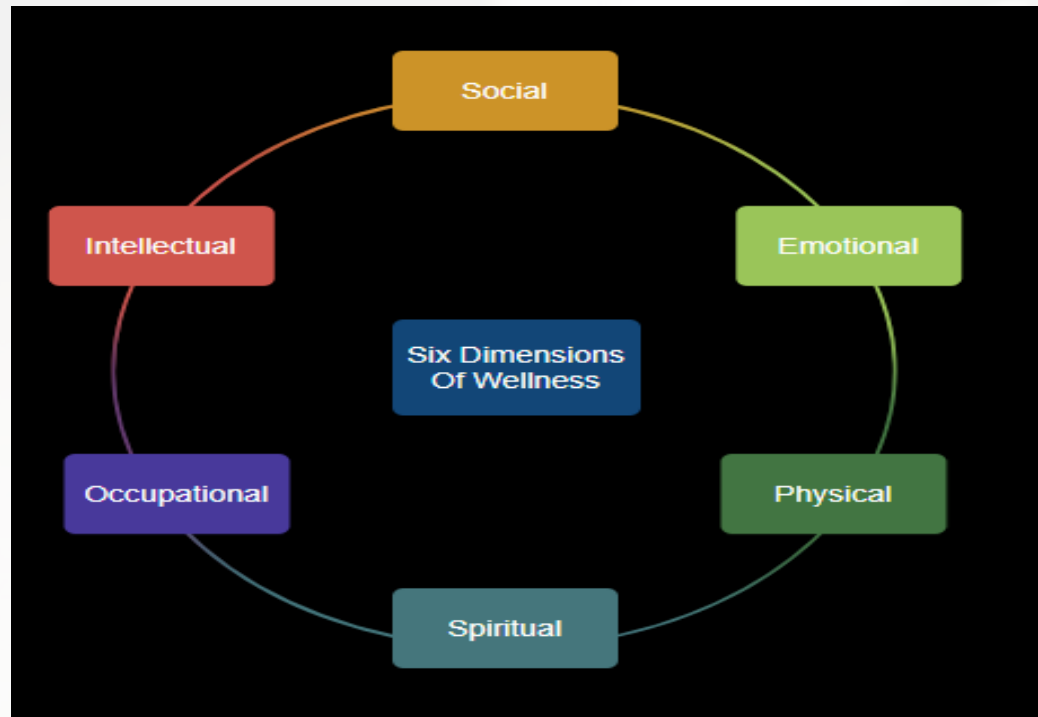 Social
Intellectual
Emotional
Six Dimensions
Of Wellness
Occupational
Physical
Spiritual